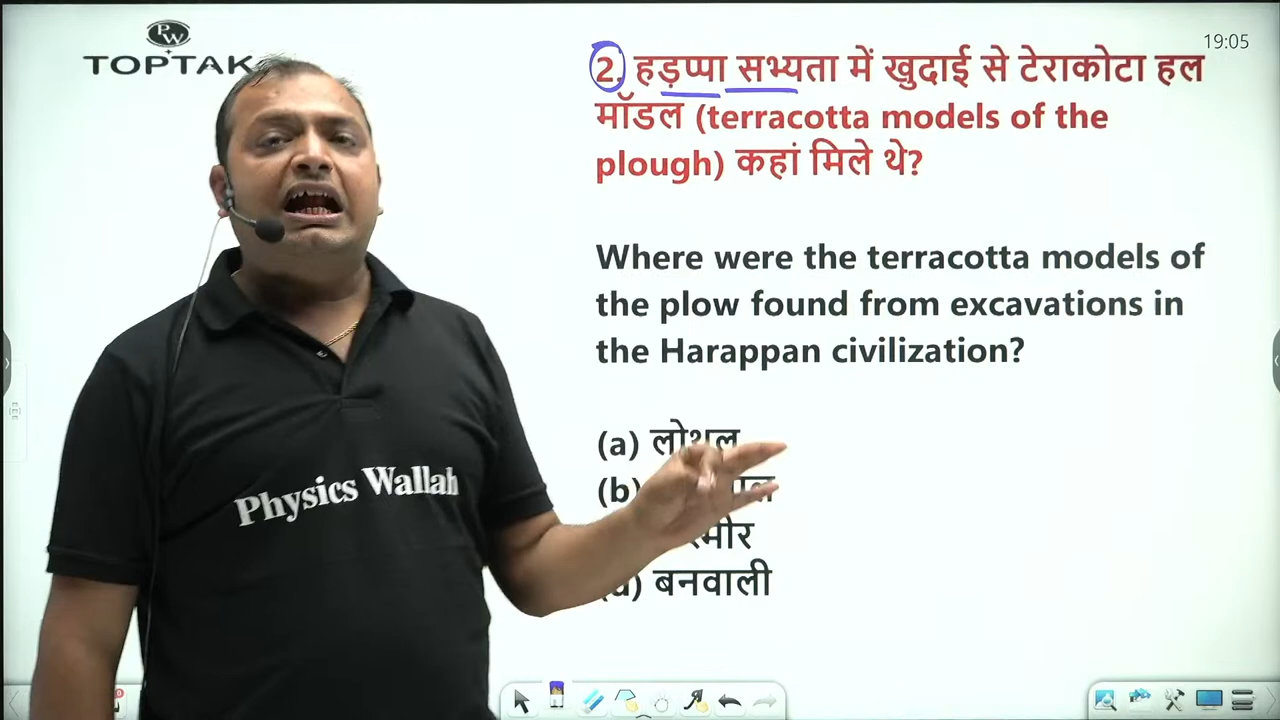 PW
TOPTAK
19:05
2. हड़प्पा सभ्यता में खुदाई से टेराकोटा हल
मॉडल (terracotta models of the
plough) कहां मिले थे?
Where were the terracotta models of
the plow found from excavations in
the Harappan civilization?
(a) लोथल
(b)
(d) बनवाली
Physics Wallah